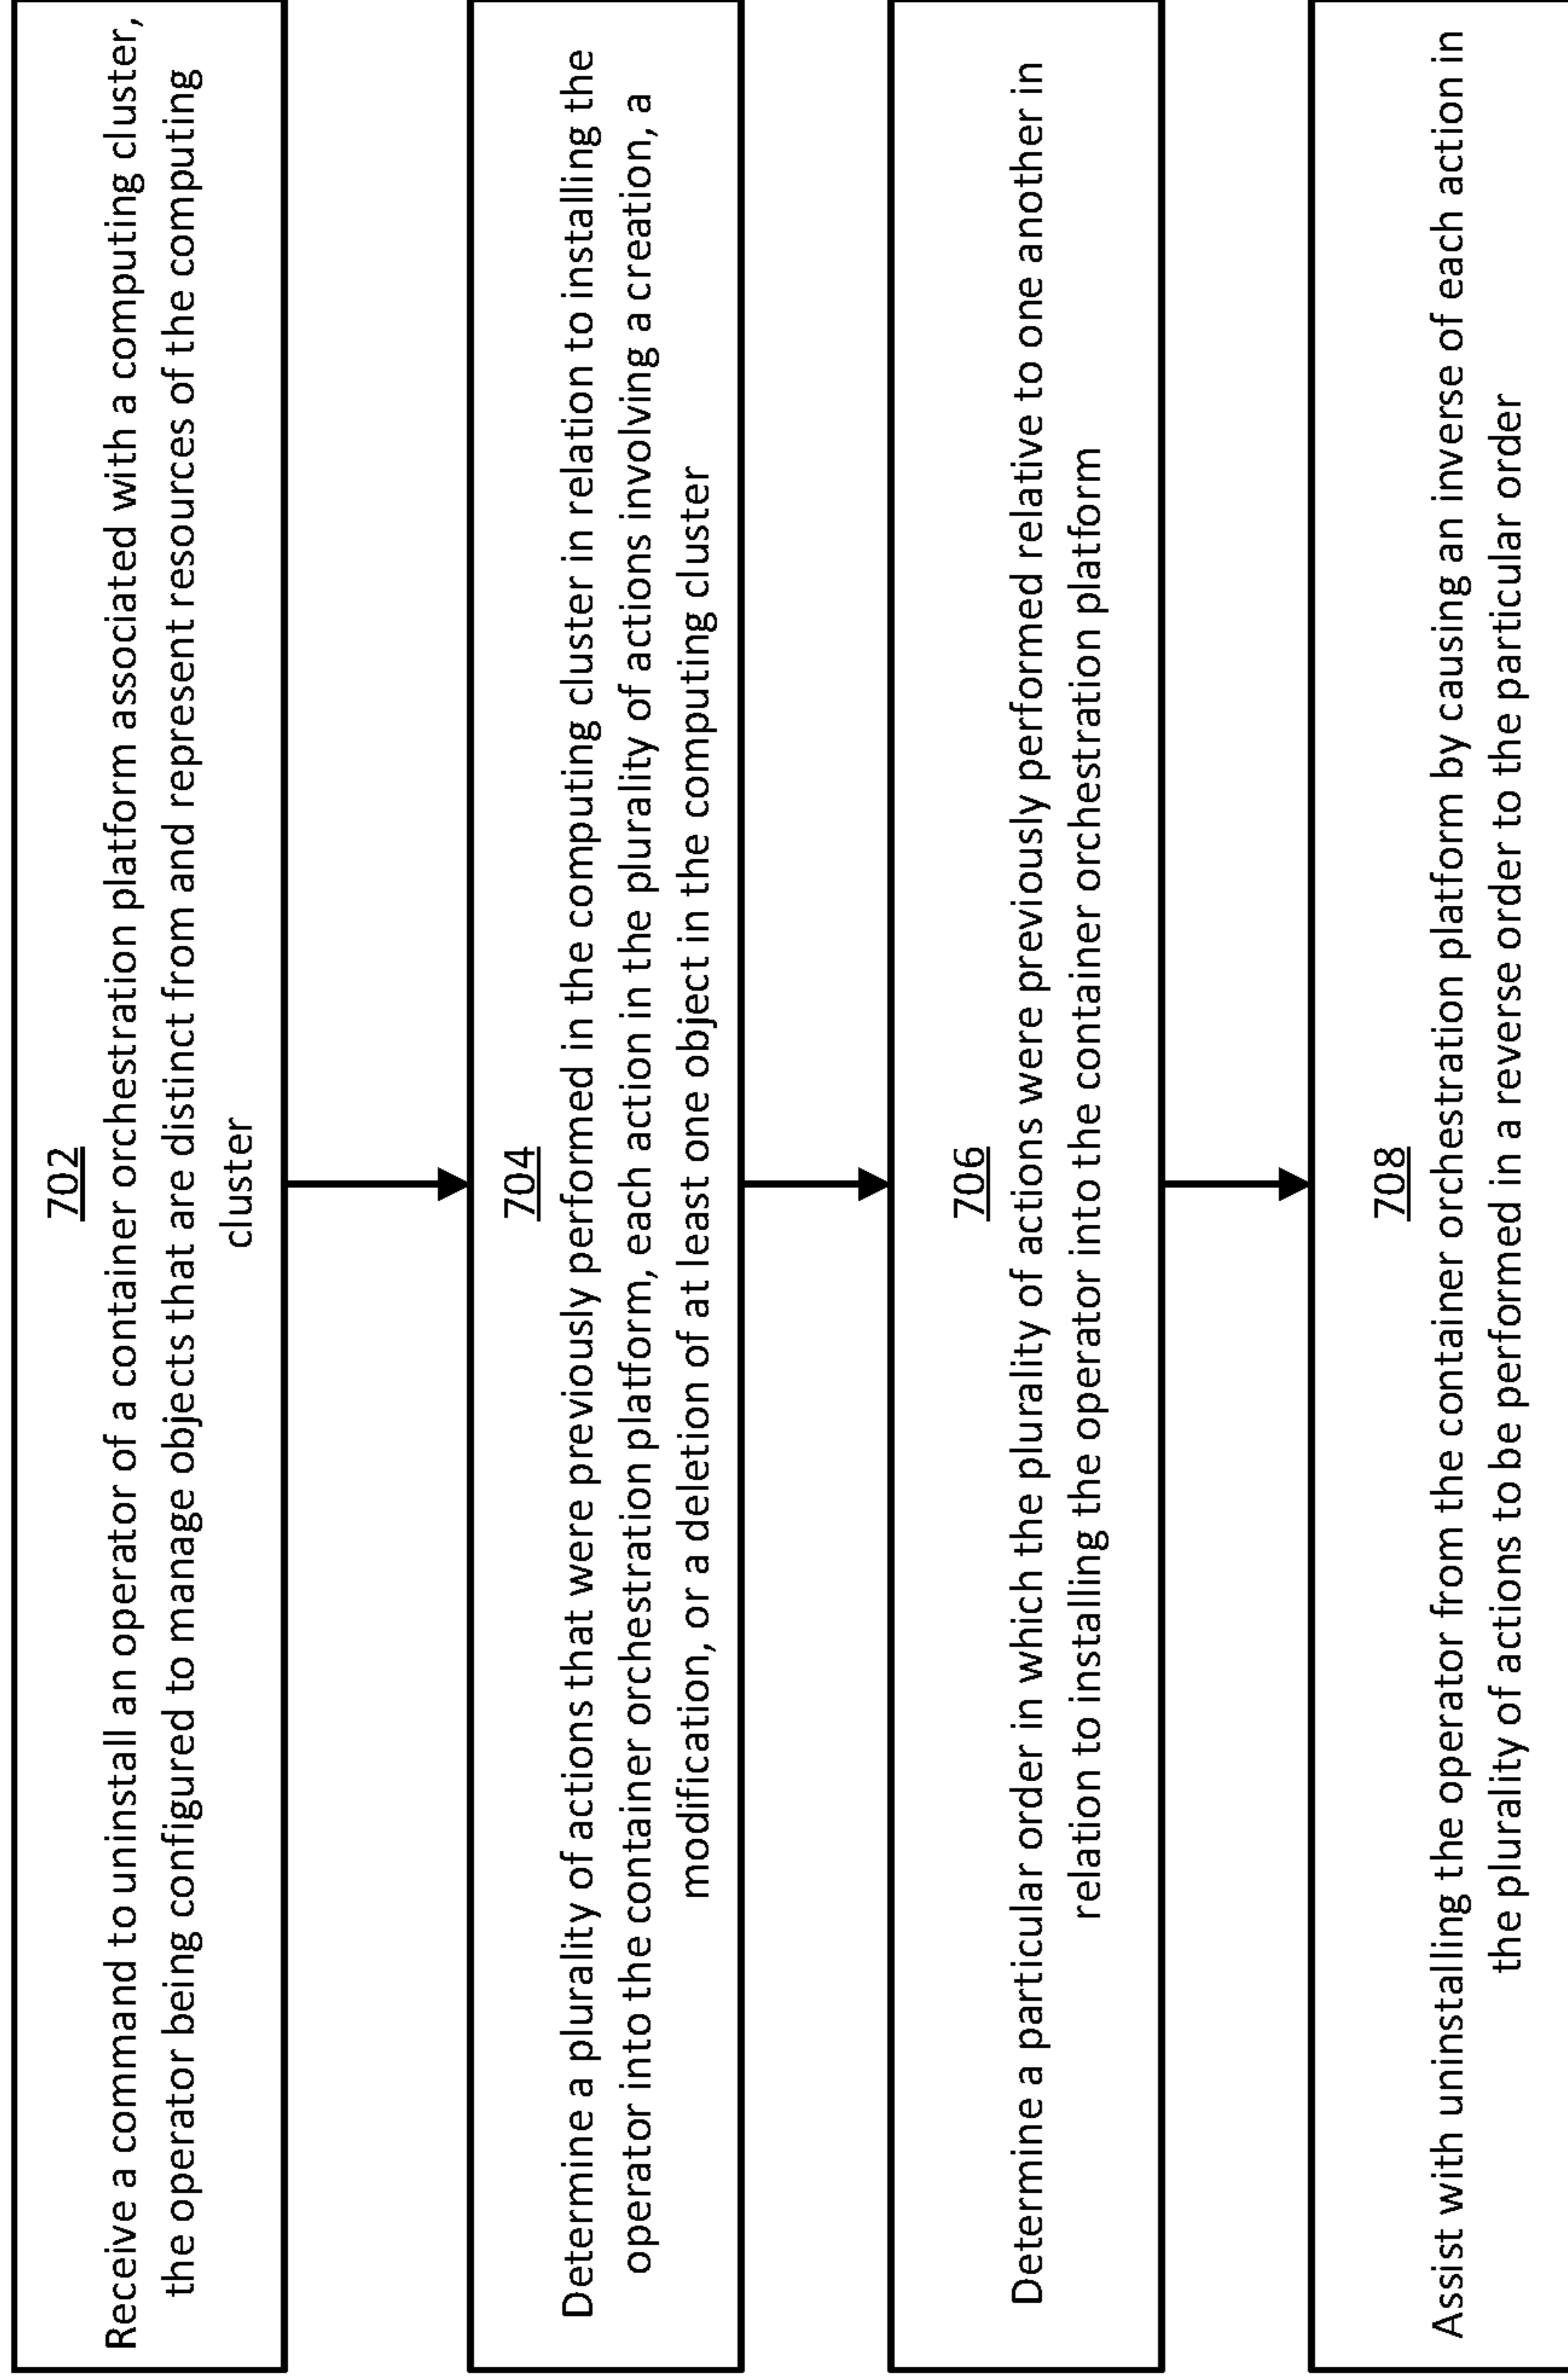 702
Receive a command to uninstall an operator of a container orchestration platform associated with a computing cluster,
the operator being configured to manage objects that are distinct from and represent resources of the computing
cluster
704
Determine a plurality of actions that were previously performed in the computing cluster in relation to installing the
operator into the container orchestration platform, each action in the plurality of actions involving a creation, a
modification, or a deletion of at least one object in the computing cluster
706
Determine a particular order in which the plurality of actions were previously performed relative to one another in
relation to installing the operator into the container orchestration platform
708
Assist with uninstalling the operator from the container orchestration platform by causing an inverse of each action in
the plurality of actions to be performed in a reverse order to the particular order